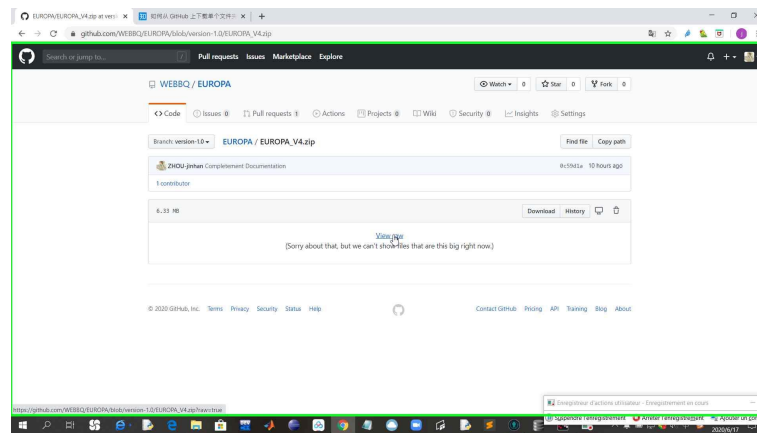 EUROPA/EUROPA_V4.zip at versi
如何从 GitHub 上下载单个文件
github.com/WEBBQ/EUROPA/blob/version-1.0/EUROPA_V4.zip
Search or jump to...
/
Pull requests Issues Marketplace Explore
WEBBQ / EUROPA
Watch 0 Star 0 Fork 0
Code Issues 0 Pull requests 1 Actions Projects 0 Wiki Security 0 Insights Settings
Branch: version-1.0 EUROPA / EUROPA_V4.zip Find file Copy path
ZHOU-jinhan Completement Documentation 0c59d1a 10 hours ago
1 contributor
6.33 MB Download History
View raw
(Sorry about that, but we can't show files that are this big right now.)
© 2020 GitHub, Inc. Terms Privacy Security Status Help Contact GitHub Pricing API Training Blog About
Enregistreur d'actions utilisateur - Enregistrement en cours
https://github.com/WEBBQ/EUROPA/blob/version-1.0/EUROPA_V4.zip?raw=true
Suspendre l'enregistrement Arrêter l'enregistrement Ajouter un
2020/6/17